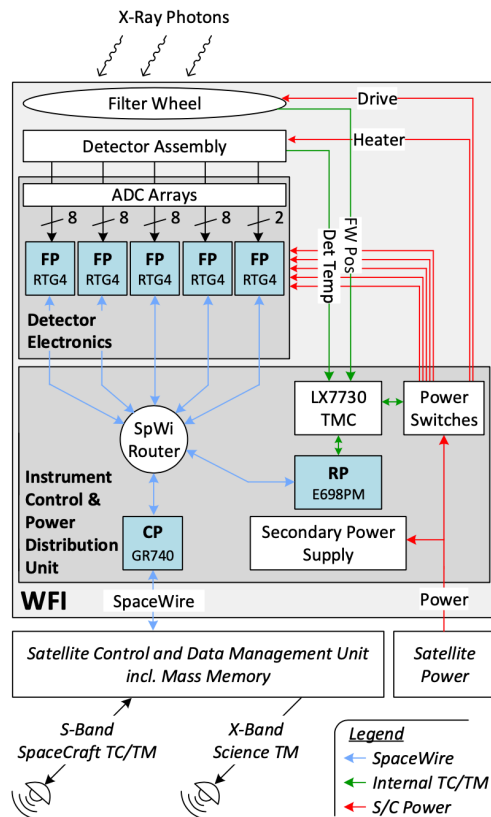 X-Ray Photons
Filter Wheel
Drive
Detector Assembly
Heater
ADC Arrays
8
8
8
8
2
FP
RTG4
FP
RTG4
FP
RTG4
FP
RTG4
FP
RTG4
Det Temp
FW Pos
Detector
Electronics
LX7730
TMC
Power
Switches
SpWi
Router
RP
E698PM
Instrument
Control &
Power
Distribution
Unit
CP
GR740
Secondary Power
Supply
WFI
SpaceWire
Power
Satellite Control and Data Management Unit
incl. Mass Memory
Satellite
Power
S-Band
SpaceCraft TC/TM
X-Band
Science TM
Legend
SpaceWire
Internal TC/TM
S/C Power